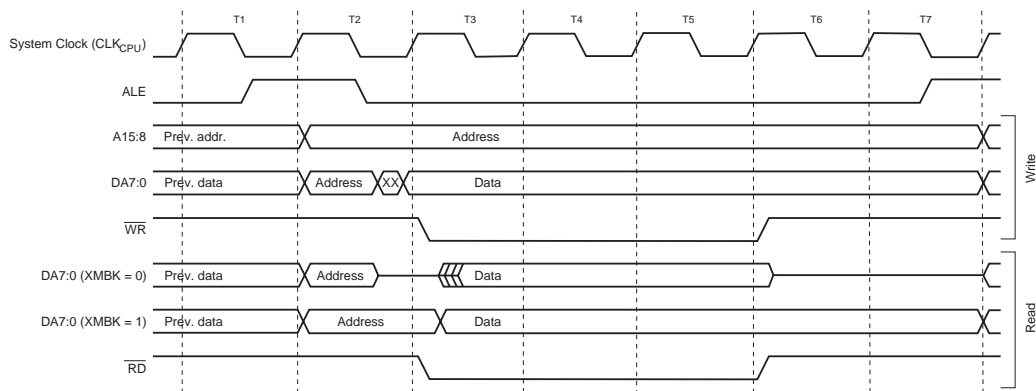 T1 T2 T3 T4 T5 T6 T7
System Clock (CLKCPU)
ALE
A15:8 Prev. addr. Address
DA7:0 Prev. data Address XX Data
WR
Write
DA7:0 (XMBK = 0) Prev. data Address Data
DA7:0 (XMBK = 1) Prev. data Address Data
RD
Read